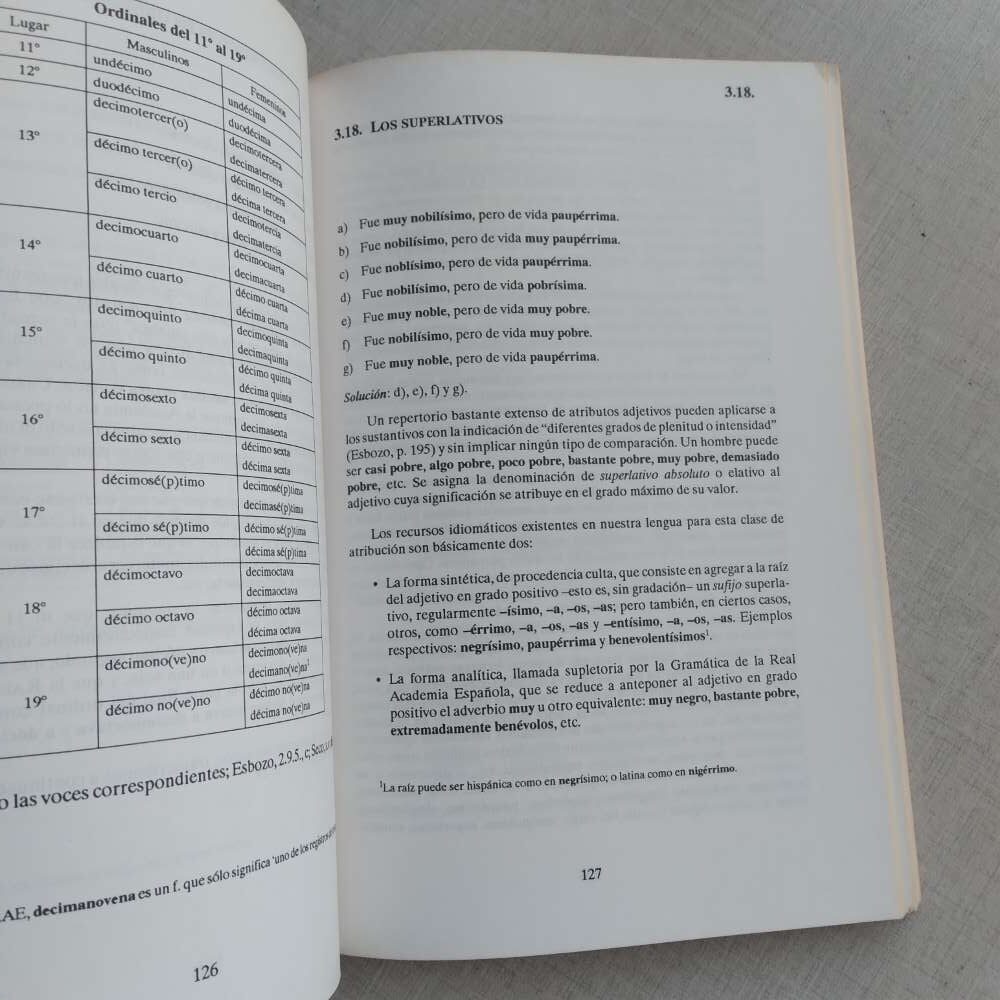 Ordinales del 11º al 19º
Lugar
Masculinos
Femeninos
11º
undécimo
undécima
12º
duodécimo
duodécima
13º
decimotercer(o)
decimotercera
decimatercera
décimo tercer(o)
décimo tercera
décima tercera
décimo tercio
decimotercia
decimatercia
14º
decimocuarto
decimocuarta
decimacuarta
décimo cuarto
décimo cuarta
décima cuarta
15º
decimoquinto
decimoquinta
decimaquinta
décimo quinto
décimo quinta
décima quinta
16º
decimosexto
decimosexta
decimasexta
décimo sexto
décimo sexta
décima sexta
17º
décimosé(p)timo
decimosé(p)tima
decimasé(p)tima
décimo sé(p)timo
décimo sé(p)tima
décima sé(p)tima
18º
décimoctavo
decimoctava
decimaoctava
décimo octavo
décimo octava
décima octava
19º
décimono(ve)no
decimono(ve)na
decimano(ve)na¹
décimo no(ve)no
décimo no(ve)na
décima no(ve)na
o las voces correspondientes; Esbozo, 2.9.5., c; Seco,
AE, decimanovena es un f. que sólo significa 'uno de los registros
126
3.18.
3.18. LOS SUPERLATIVOS
a) Fue muy nobilísimo, pero de vida paupérrima.
b) Fue nobilísimo, pero de vida muy paupérrima.
c) Fue noblísimo, pero de vida paupérrima.
d) Fue nobilísimo, pero de vida pobrísima.
e) Fue muy noble, pero de vida muy pobre.
f) Fue nobilísimo, pero de vida muy pobre.
g) Fue muy noble, pero de vida paupérrima.
Solución: d), e), f) y g).
Un repertorio bastante extenso de atributos adjetivos pueden aplicarse a
los sustantivos con la indicación de “diferentes grados de plenitud o intensidad”
(Esbozo, p. 195) y sin implicar ningún tipo de comparación. Un hombre puede
ser casi pobre, algo pobre, poco pobre, bastante pobre, muy pobre, demasiado
pobre, etc. Se asigna la denominación de superlativo absoluto o elativo al
adjetivo cuya significación se atribuye en el grado máximo de su valor.
Los recursos idiomáticos existentes en nuestra lengua para esta clase de
atribución son básicamente dos:
• La forma sintética, de procedencia culta, que consiste en agregar a la raíz
del adjetivo en grado positivo –esto es, sin gradación– un sufijo superla-
tivo, regularmente –ísimo, –a, –os, –as; pero también, en ciertos casos,
otros, como –érrimo, –a, –os, –as y –entísimo, –a, –os, –as. Ejemplos
respectivos: negrísimo, paupérrima y benevolentísimos¹.
• La forma analítica, llamada supletoria por la Gramática de la Real
Academia Española, que se reduce a anteponer al adjetivo en grado
positivo el adverbio muy u otro equivalente: muy negro, bastante pobre,
extremadamente benévolos, etc.
¹La raíz puede ser hispánica como en negrísimo; o latina como en nigérrimo.
127